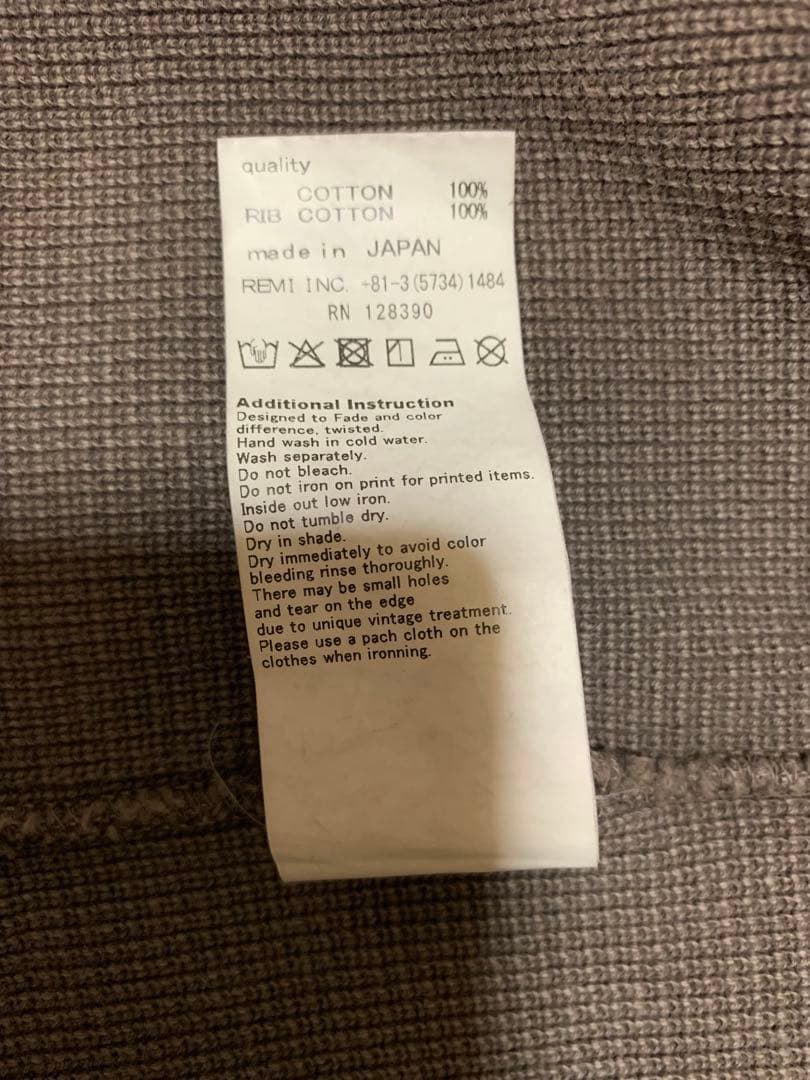 quality
COTTON 100%
RIB COTTON 100%
made in JAPAN
REMI INC. +81-3(5734)1484
RN 128390
Additional Instruction
Designed to Fade and color
difference, twisted.
Hand wash in cold water.
Wash separately.
Do not bleach.
Do not iron on print for printed items.
Inside out low iron.
Do not tumble dry.
Dry in shade.
Dry immediately to avoid color
bleeding rinse thoroughly.
There may be small holes
and tear on the edge
due to unique vintage treatment.
Please use a pach cloth on the
clothes when ironning.